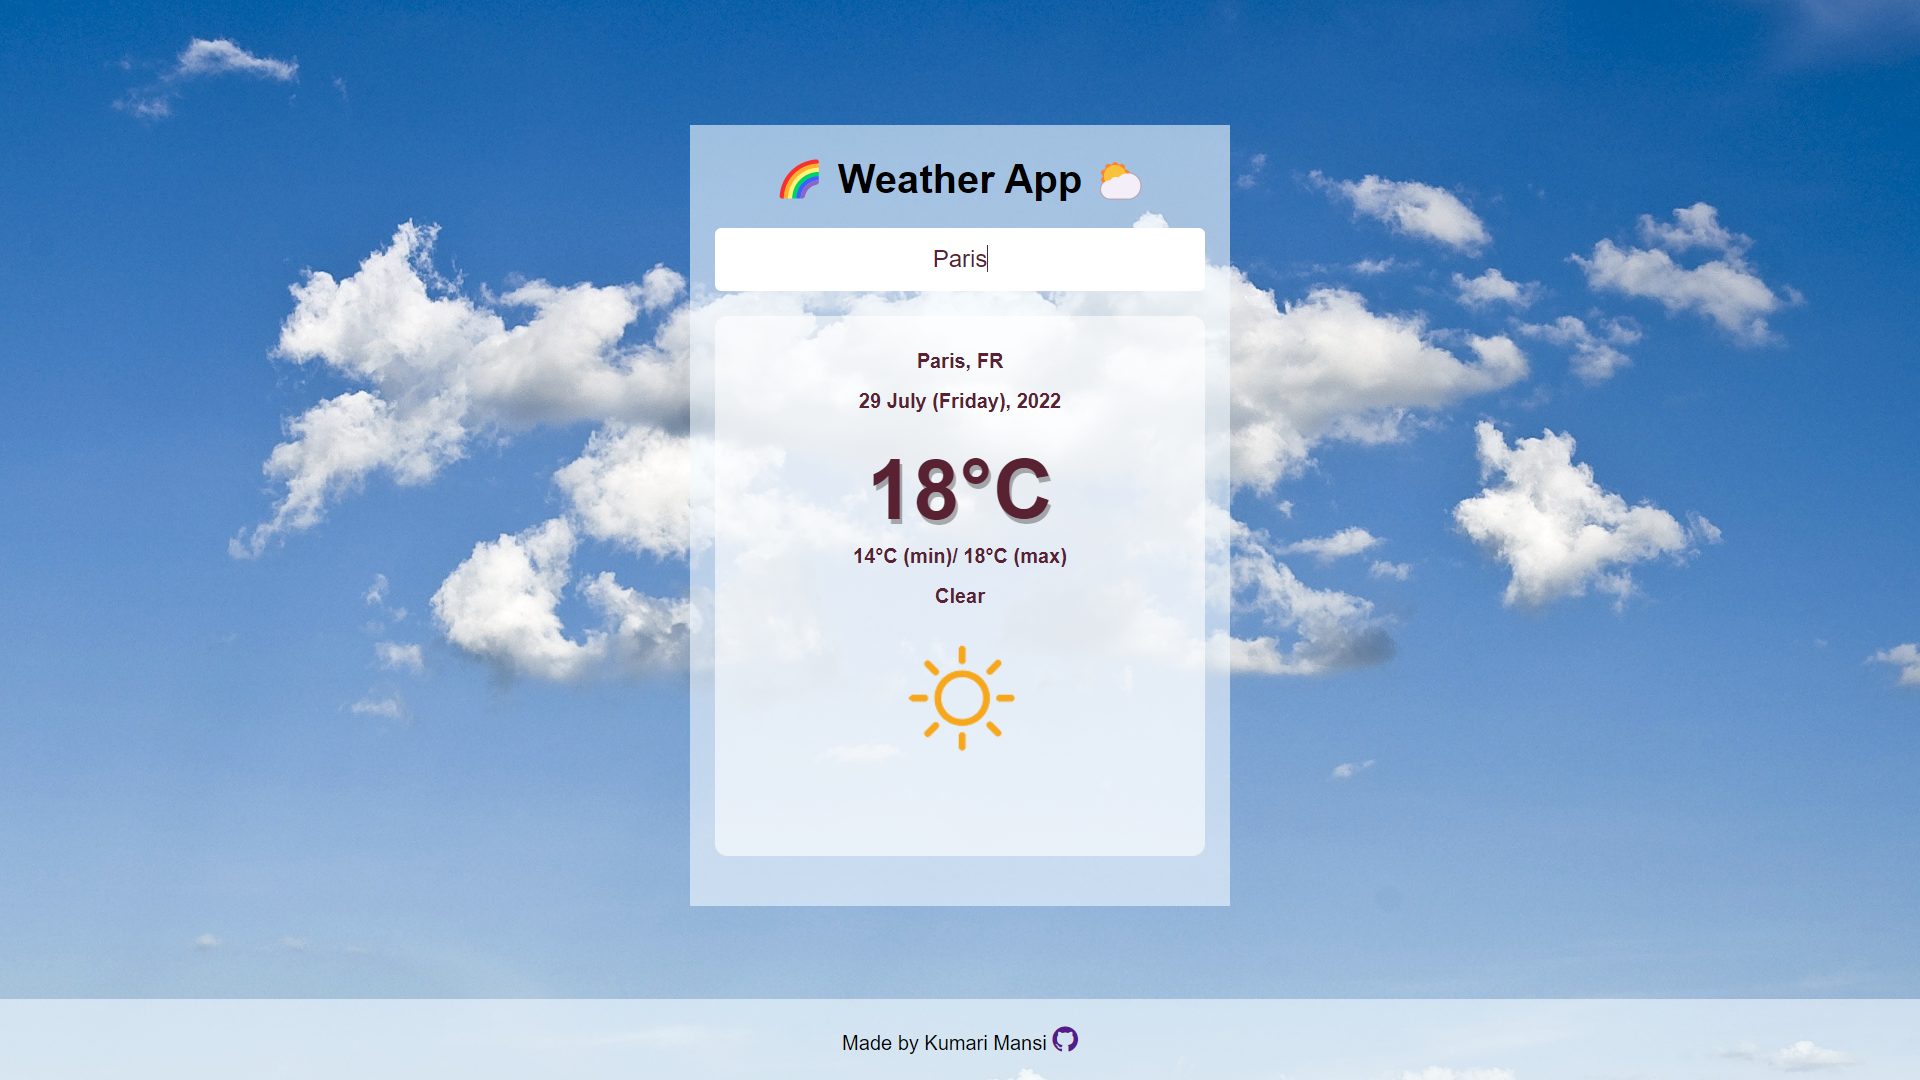 Weather App
Paris
Paris, FR
29 July (Friday), 2022
18°C
14°C (min)/ 18°C (max)
Clear
Made by Kumari Mansi